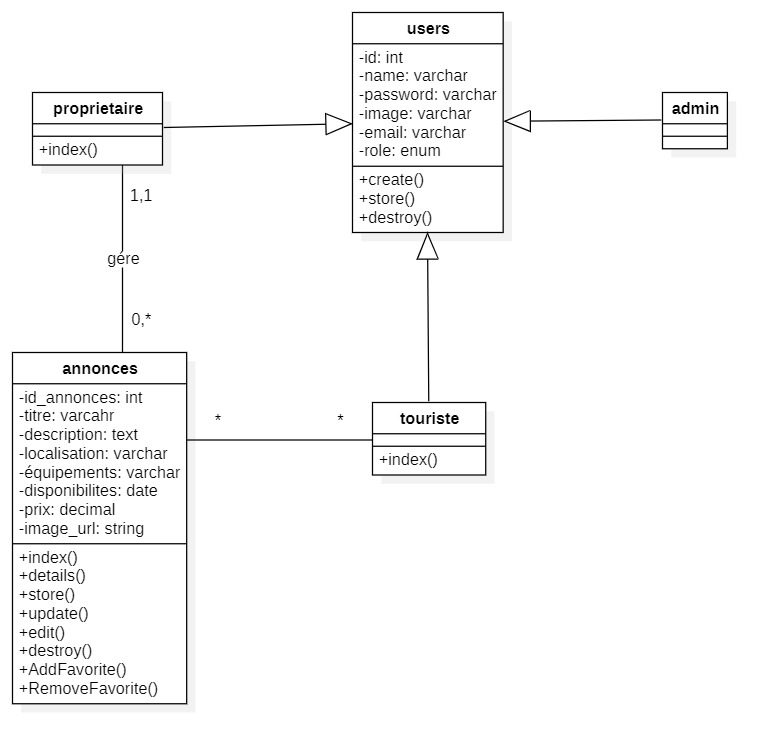 users
-id: int
-name: varchar
-password: varchar
-image: varchar
-email: varchar
-role: enum
+create()
+store()
+destroy()
proprietaire
+index()
admin
1,1
gére
0,*
annonces
-id_annonces: int
-titre: varcahr
-description: text
-localisation: varchar
-équipements: varchar
-disponibilites: date
-prix: decimal
-image_url: string
+index()
+details()
+store()
+update()
+edit()
+destroy()
+AddFavorite()
+RemoveFavorite()
* *
touriste
+index()